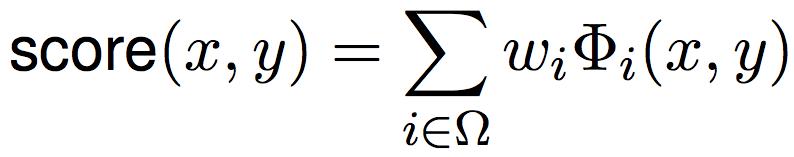 score(x, y) = ∑_{i∈Ω} w_i Φ_i(x, y)